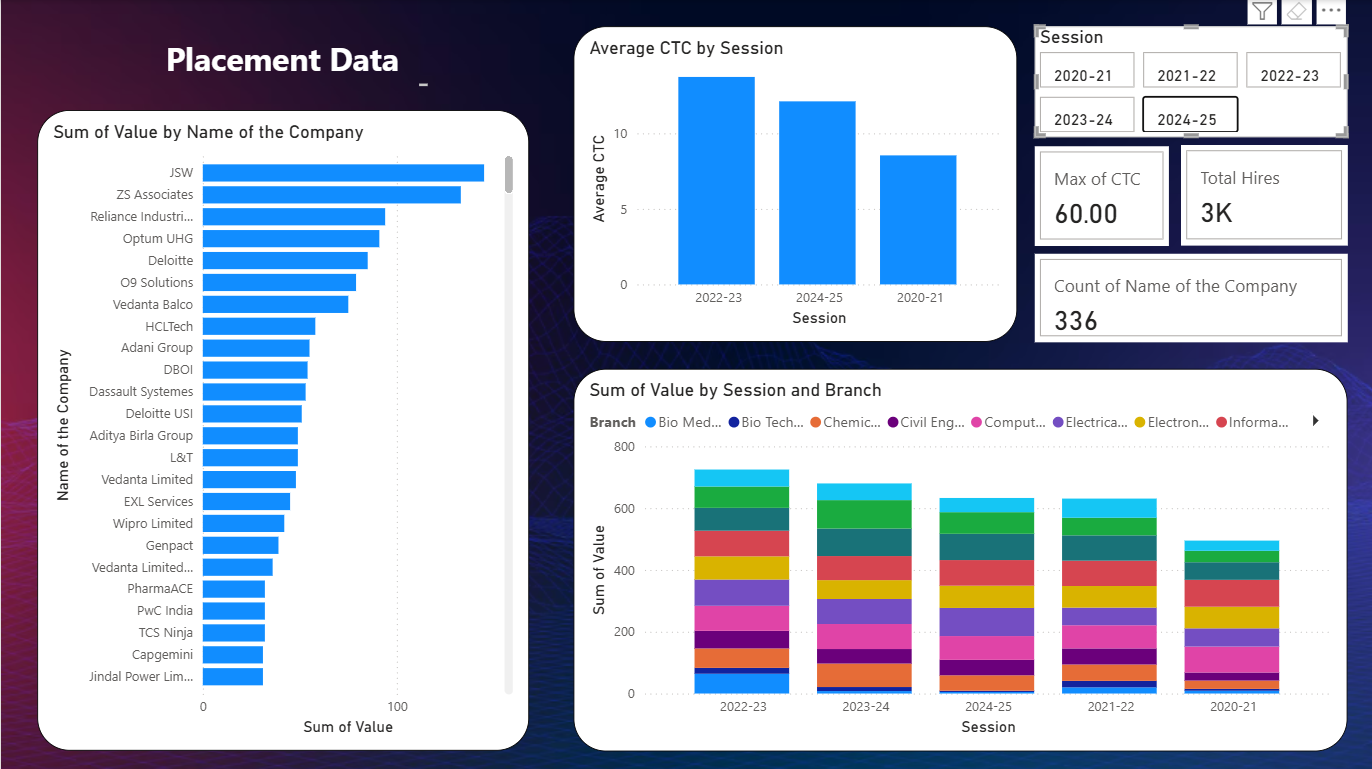 Placement Data
_
Sum of Value by Name of the Company
Name of the Company
JSW
ZS Associates
Reliance Industri...
Optum UHG
Deloitte
O9 Solutions
Vedanta Balco
HCLTech
Adani Group
DBOI
Dassault Systemes
Deloitte USI
Aditya Birla Group
L&T
Vedanta Limited
EXL Services
Wipro Limited
Genpact
Vedanta Limited...
PharmaACE
PwC India
TCS Ninja
Capgemini
Jindal Power Lim...
0 100
Sum of Value
Average CTC by Session
Average CTC
10
5
0
2022-23 2024-25 2020-21
Session
Session
2020-21 2021-22 2022-23
2023-24 2024-25
Max of CTC
60.00
Total Hires
3K
Count of Name of the Company
336
Sum of Value by Session and Branch
Branch Bio Med... Bio Tech... Chemic... Civil Eng... Comput... Electrica... Electron... Informa...
Sum of Value
800
600
400
200
0
2022-23 2023-24 2024-25 2021-22 2020-21
Session